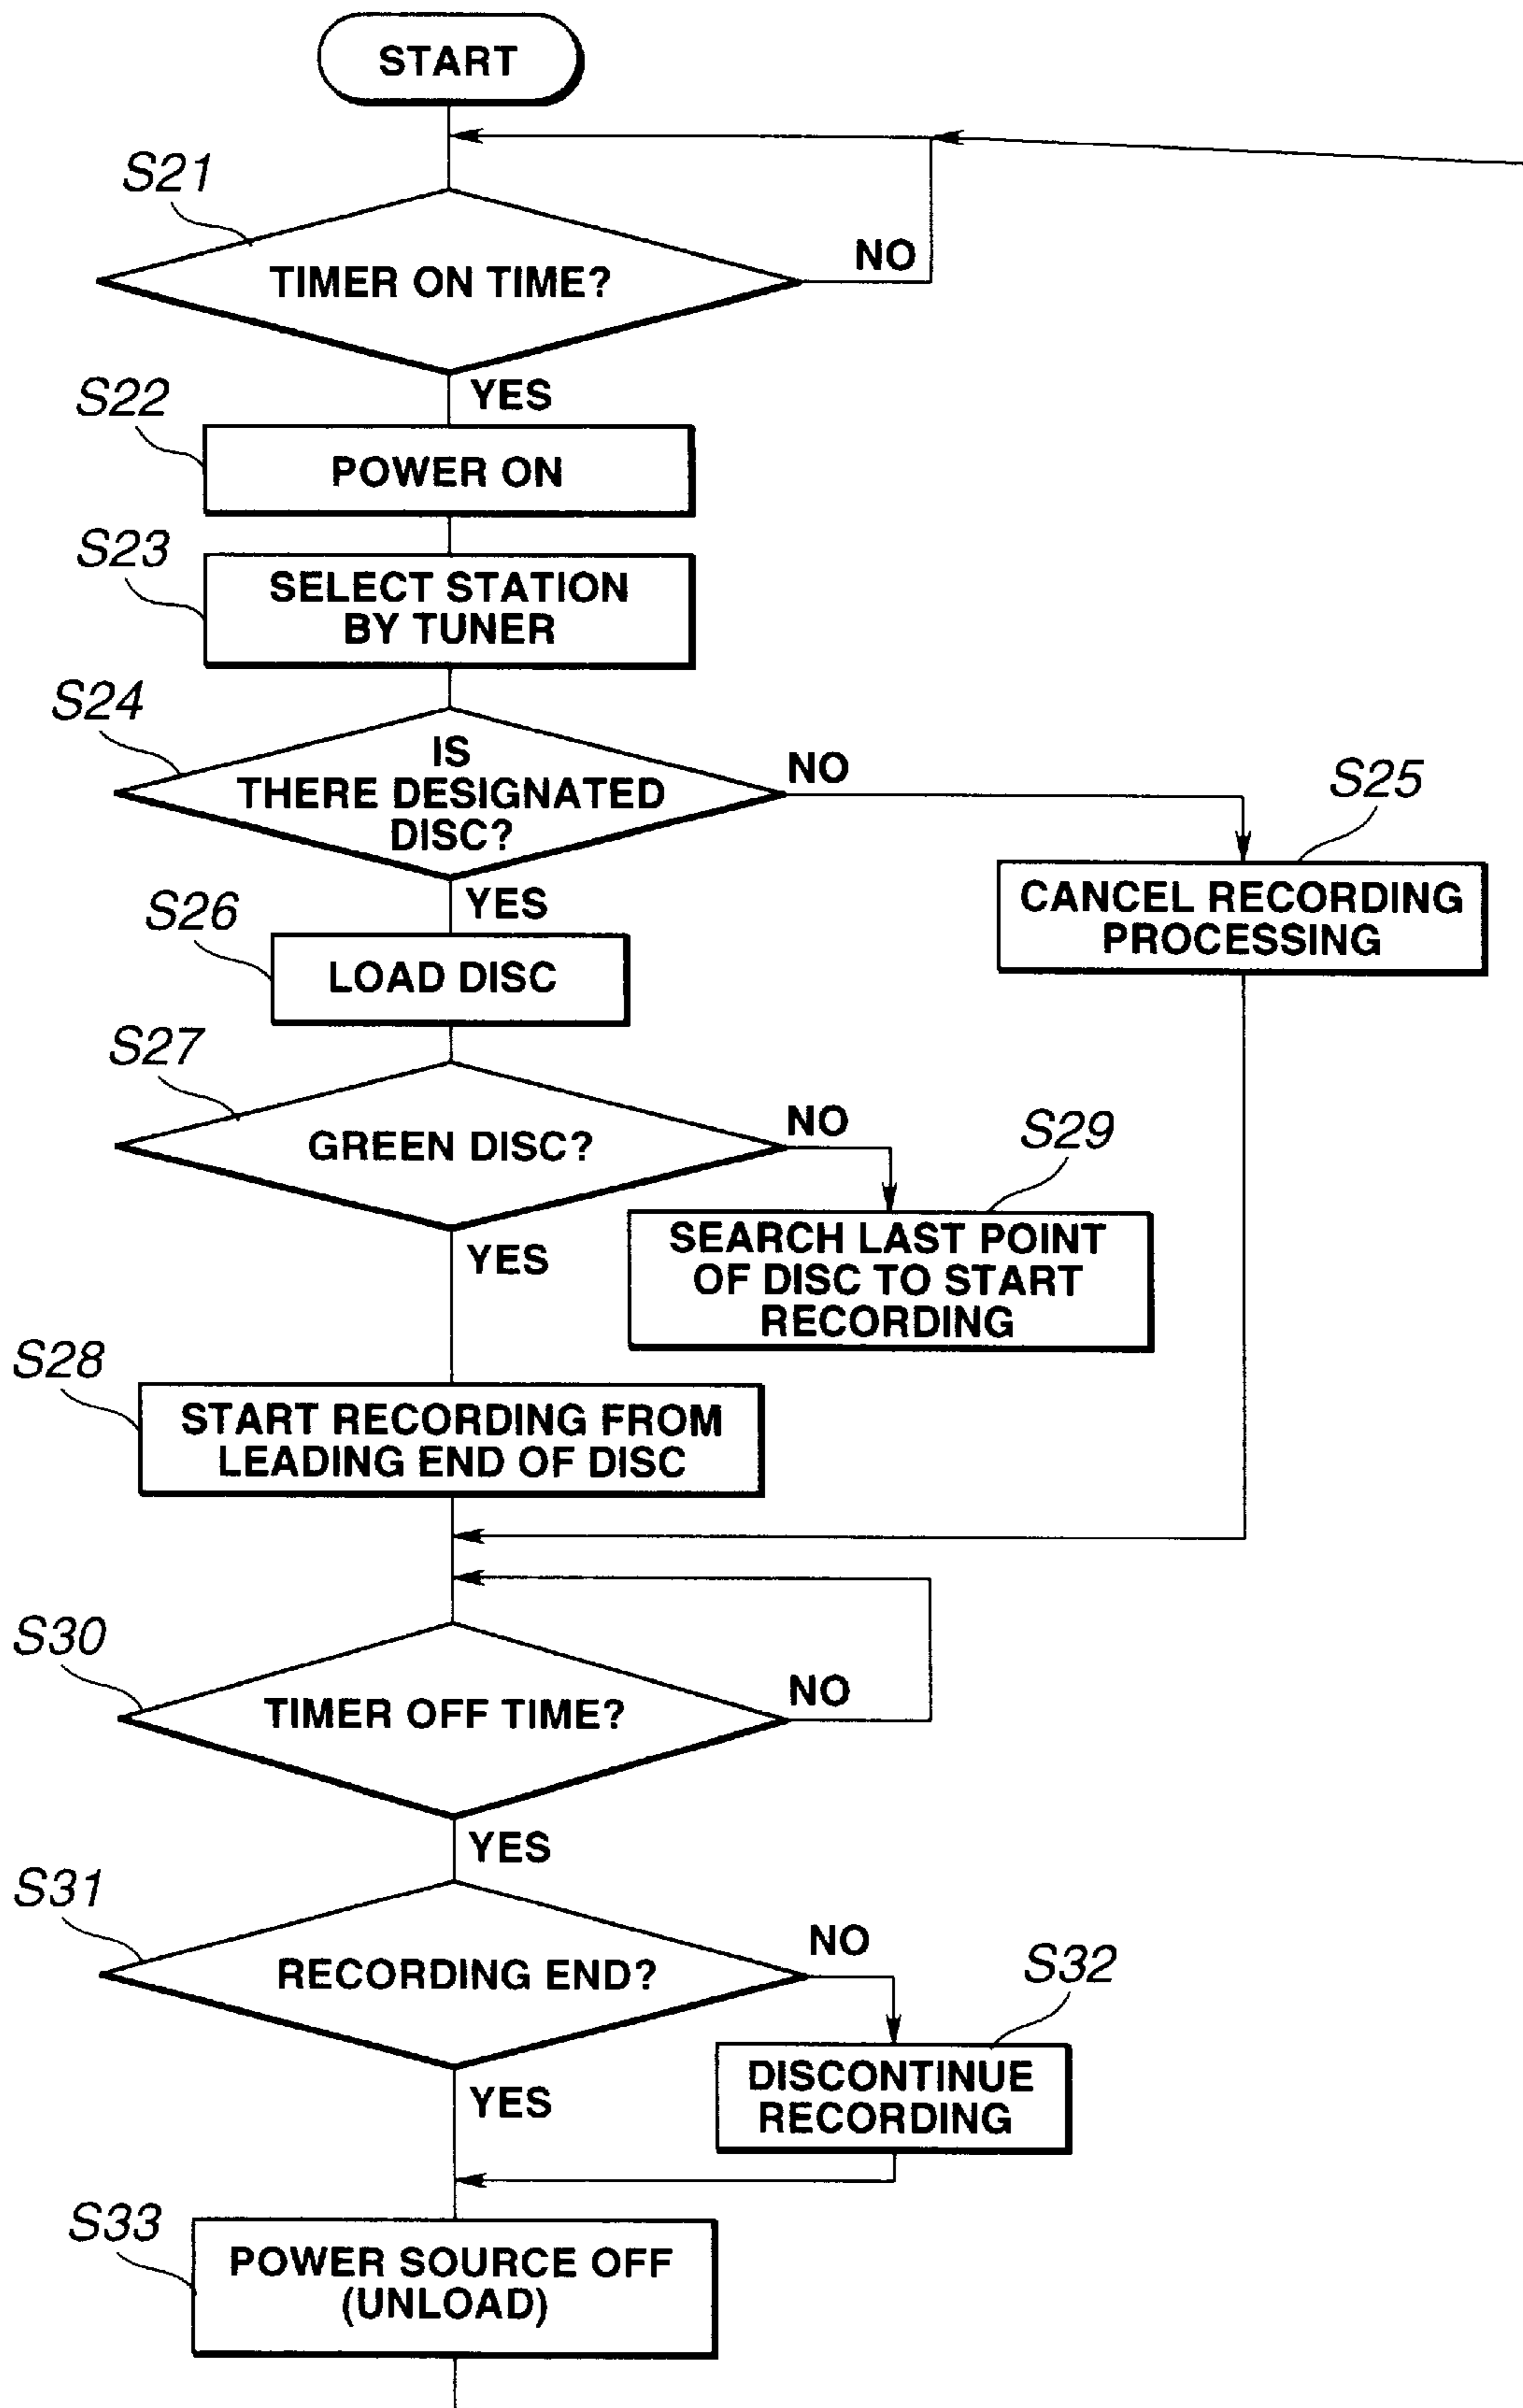 START
S21
TIMER ON TIME?
NO
YES
S22
POWER ON
S23
SELECT STATION
BY TUNER
S24
IS
THERE DESIGNATED
DISC?
NO
S25
CANCEL RECORDING
PROCESSING
YES
S26
LOAD DISC
S27
GREEN DISC?
NO
S29
SEARCH LAST POINT
OF DISC TO START
RECORDING
YES
S28
START RECORDING FROM
LEADING END OF DISC
S30
TIMER OFF TIME?
NO
YES
S31
RECORDING END?
NO
S32
DISCONTINUE
RECORDING
YES
S33
POWER SOURCE OFF
(UNLOAD)